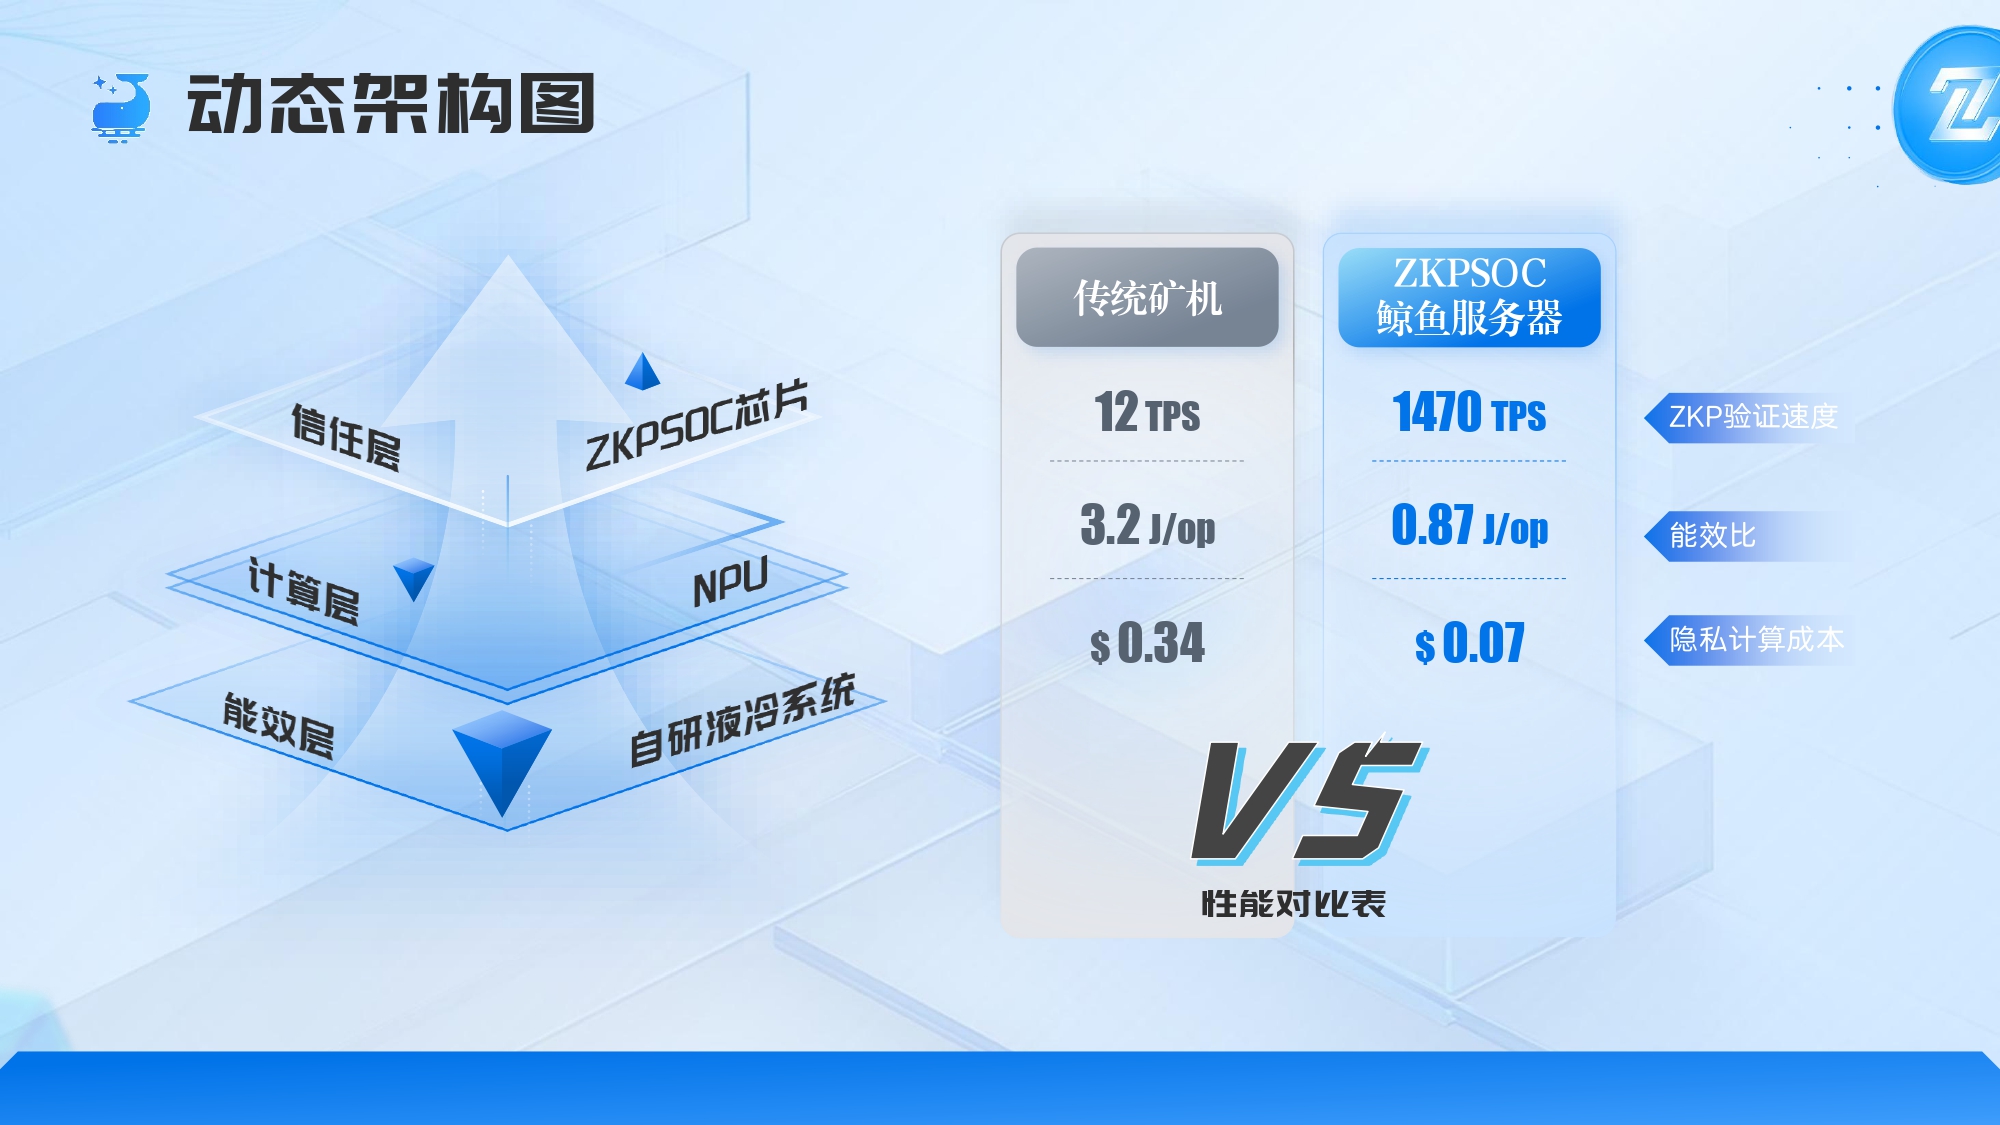 动态架构图
信任层
ZKPSOC芯片
计算层
NPU
能效层
自研液冷系统
传统矿机
ZKPSOC
鲸鱼服务器
12 TPS
1470 TPS
ZKP验证速度
3.2 J/op
0.87 J/op
能效比
$ 0.34
$ 0.07
隐私计算成本
VS
性能对比表